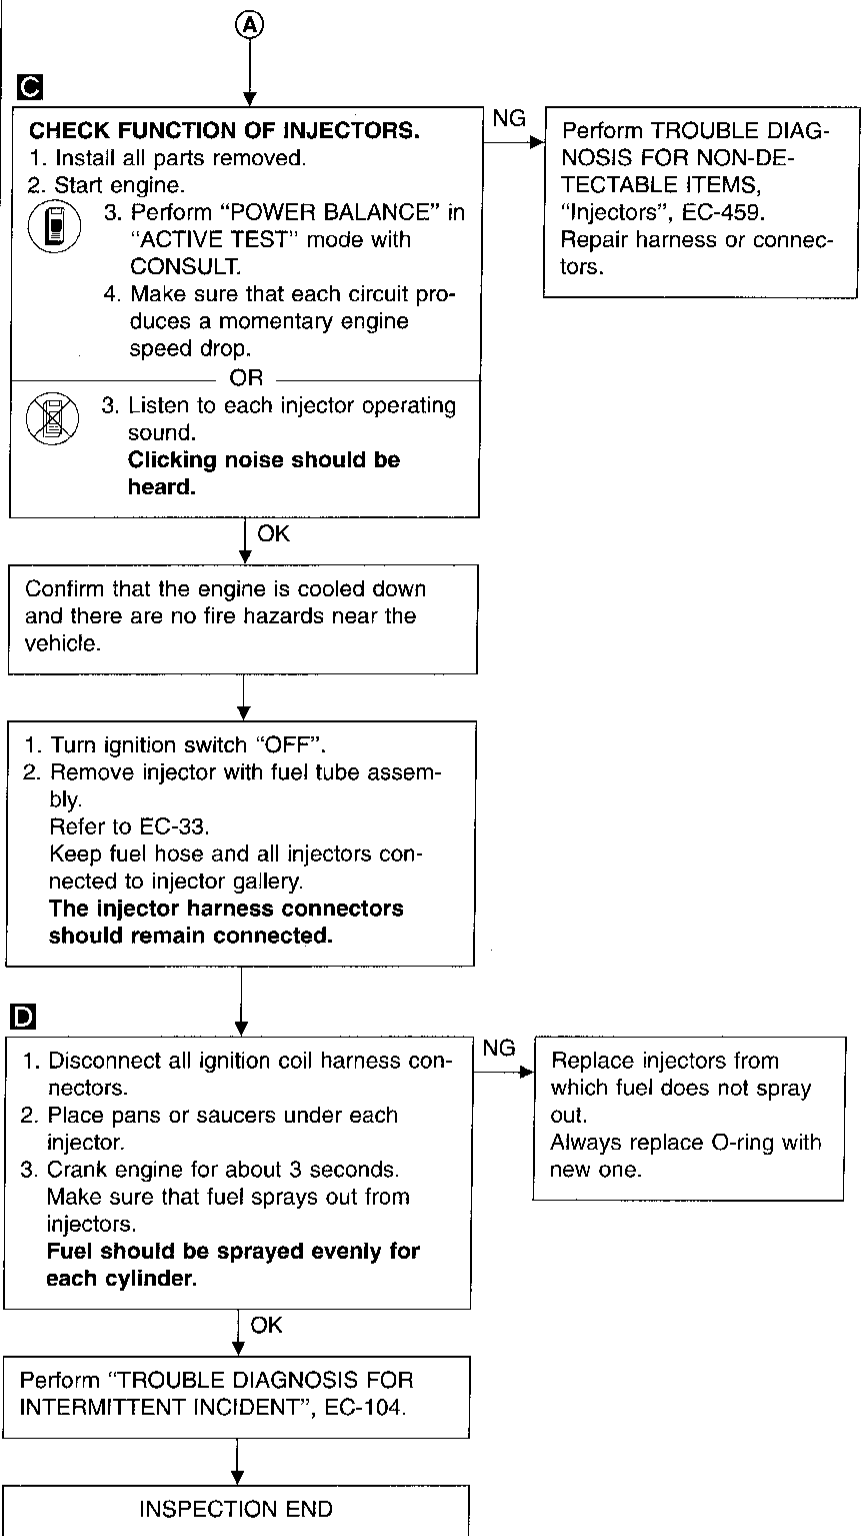 A
C
CHECK FUNCTION OF INJECTORS.
1. Install all parts removed.
2. Start engine.
3. Perform “POWER BALANCE” in
“ACTIVE TEST” mode with
CONSULT.
4. Make sure that each circuit pro-
duces a momentary engine
speed drop.
OR
3. Listen to each injector operating
sound.
Clicking noise should be
heard.
NG
Perform TROUBLE DIAG-
NOSIS FOR NON-DE-
TECTABLE ITEMS,
“Injectors”, EC-459.
Repair harness or connec-
tors.
OK
Confirm that the engine is cooled down
and there are no fire hazards near the
vehicle.
1. Turn ignition switch “OFF”.
2. Remove injector with fuel tube assem-
bly.
Refer to EC-33.
Keep fuel hose and all injectors con-
nected to injector gallery.
The injector harness connectors
should remain connected.
D
1. Disconnect all ignition coil harness con-
nectors.
2. Place pans or saucers under each
injector.
3. Crank engine for about 3 seconds.
Make sure that fuel sprays out from
injectors.
Fuel should be sprayed evenly for
each cylinder.
NG
Replace injectors from
which fuel does not spray
out.
Always replace O-ring with
new one.
OK
Perform “TROUBLE DIAGNOSIS FOR
INTERMITTENT INCIDENT”, EC-104.
INSPECTION END